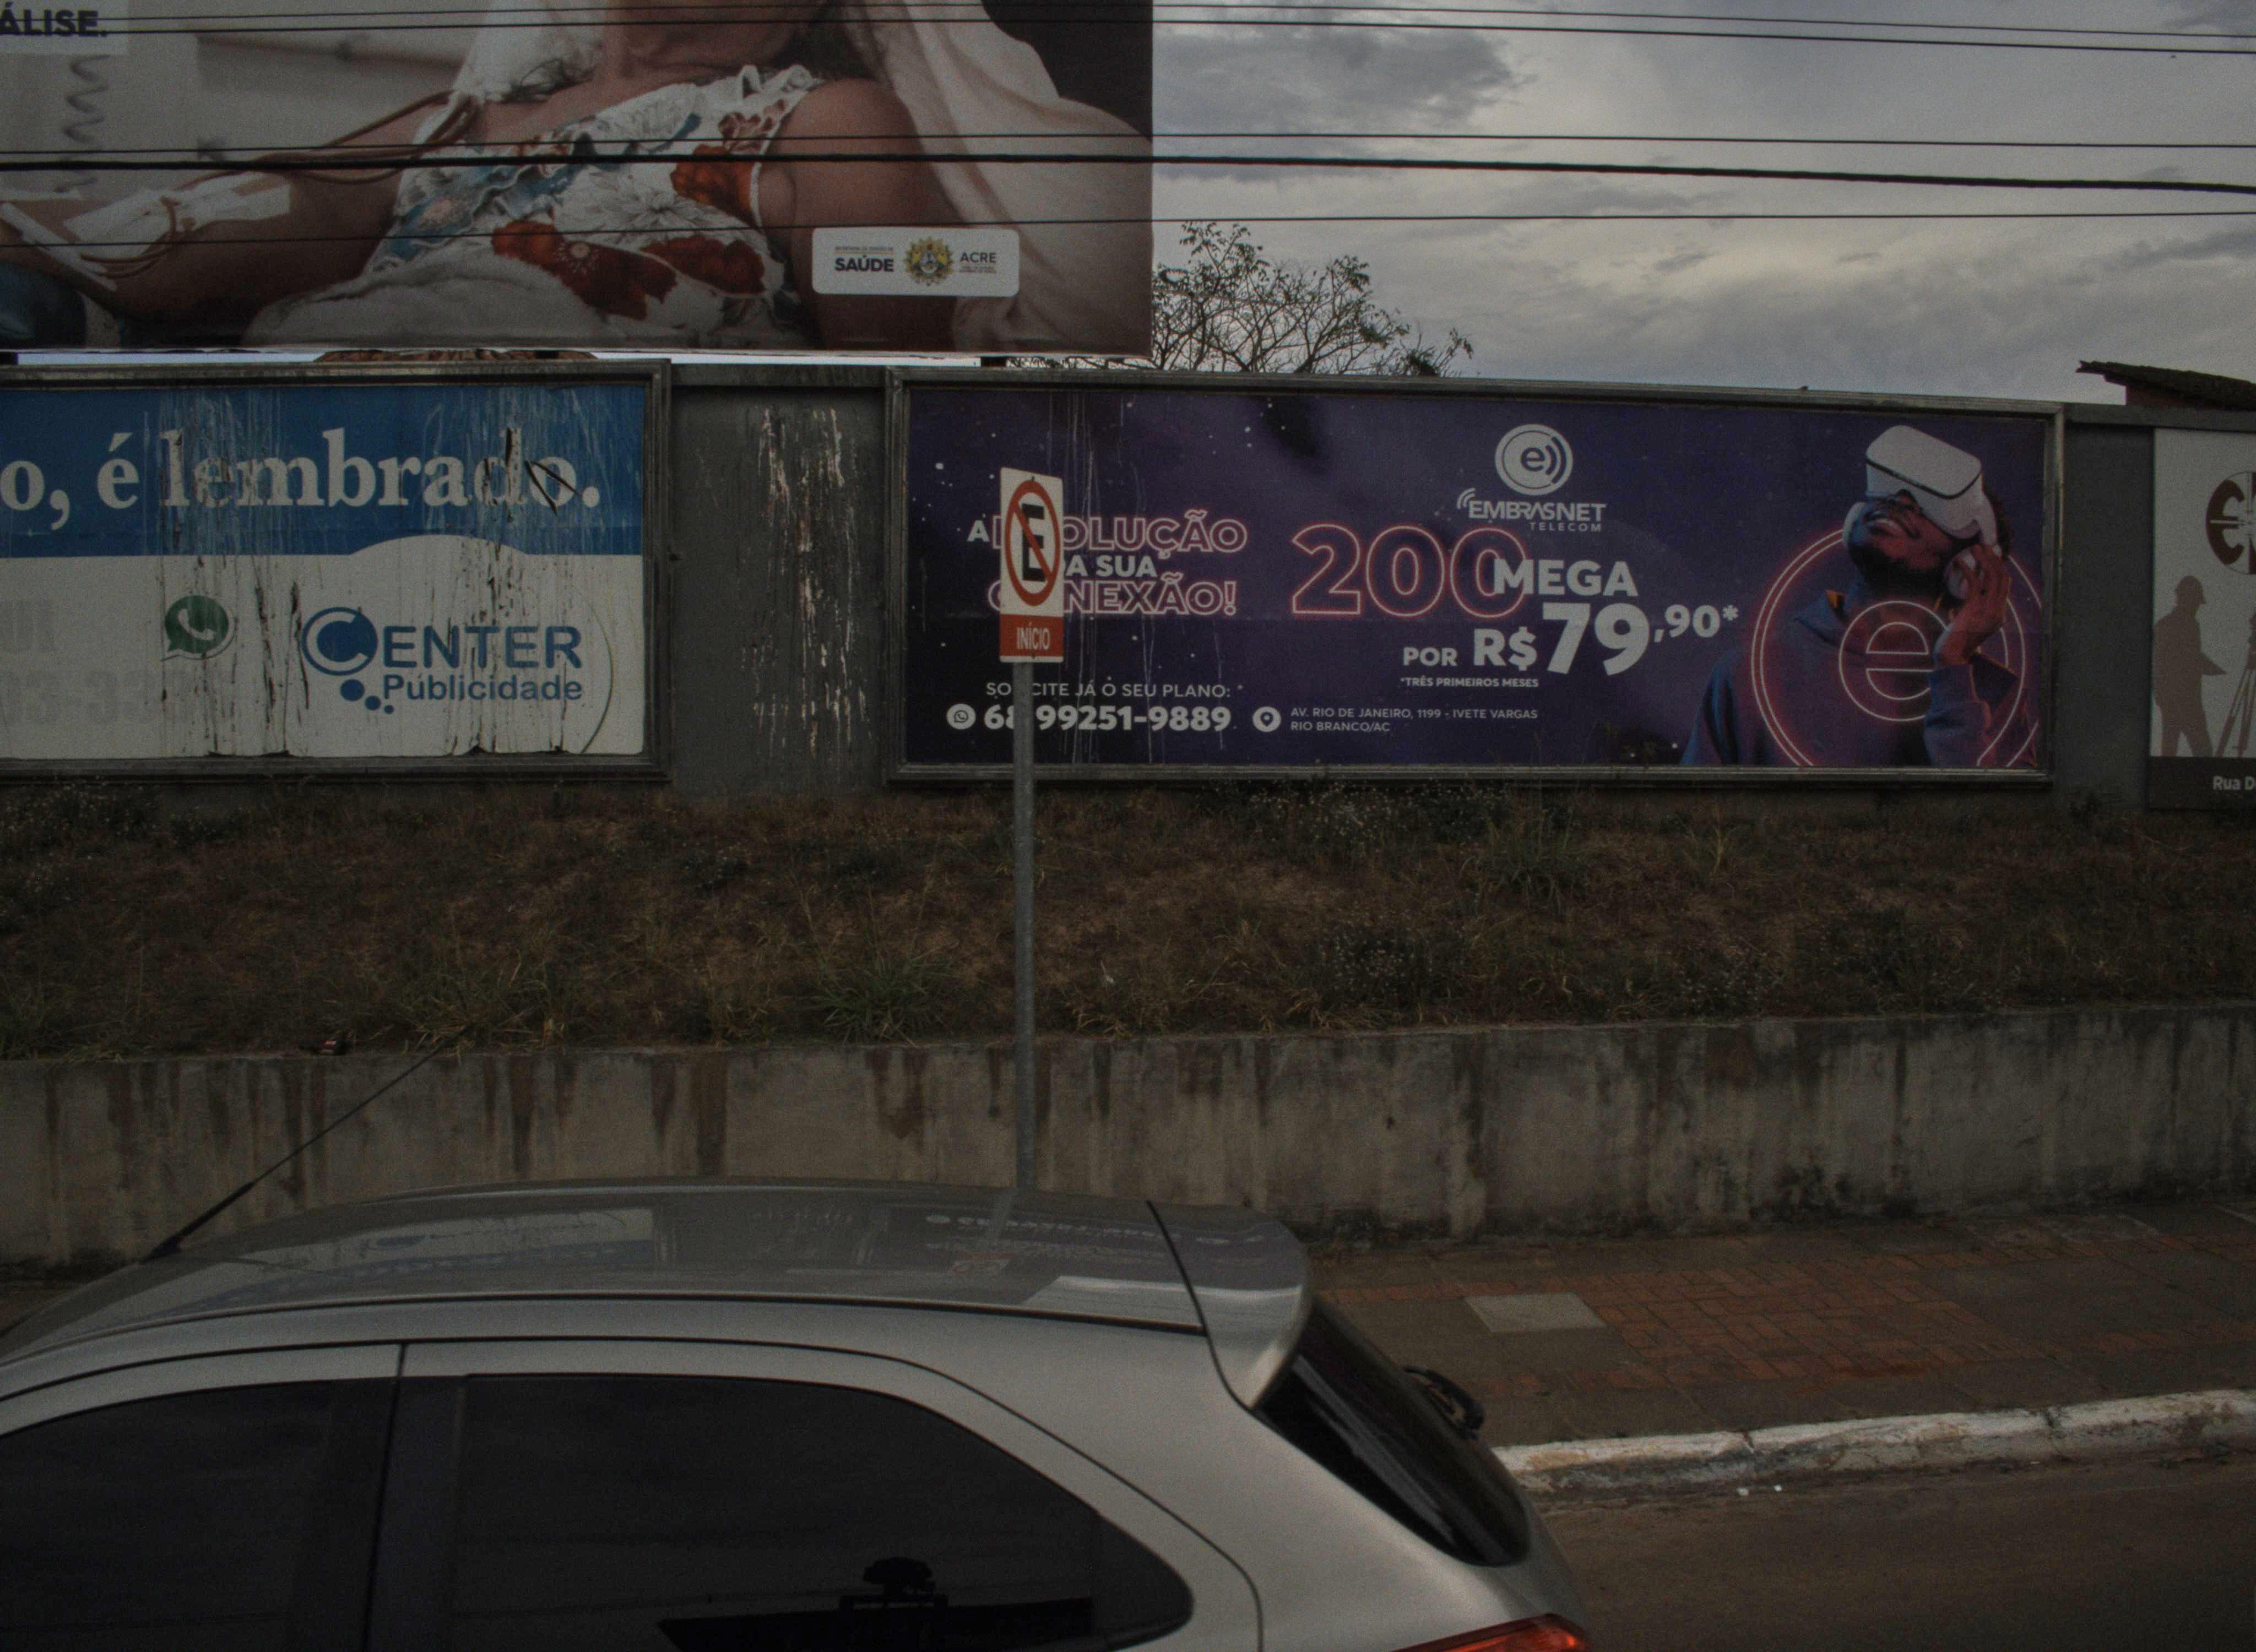 ÁLISE.
SAÚDE
ACRE
o, é lembrado.
CENTER
Publicidade
E
INÍCIO
A OLUÇÃO
A SUA
NEXÃO!
200 MEGA
POR R$79,90*
*TRÊS PRIMEIROS MESES
e
EMBRASNET
TELECOM
SO CITE JÁ O SEU PLANO:
68 99251-9889
AV. RIO DE JANEIRO, 1199 - IVETE VARGAS
RIO BRANCO/AC
e
Rua D